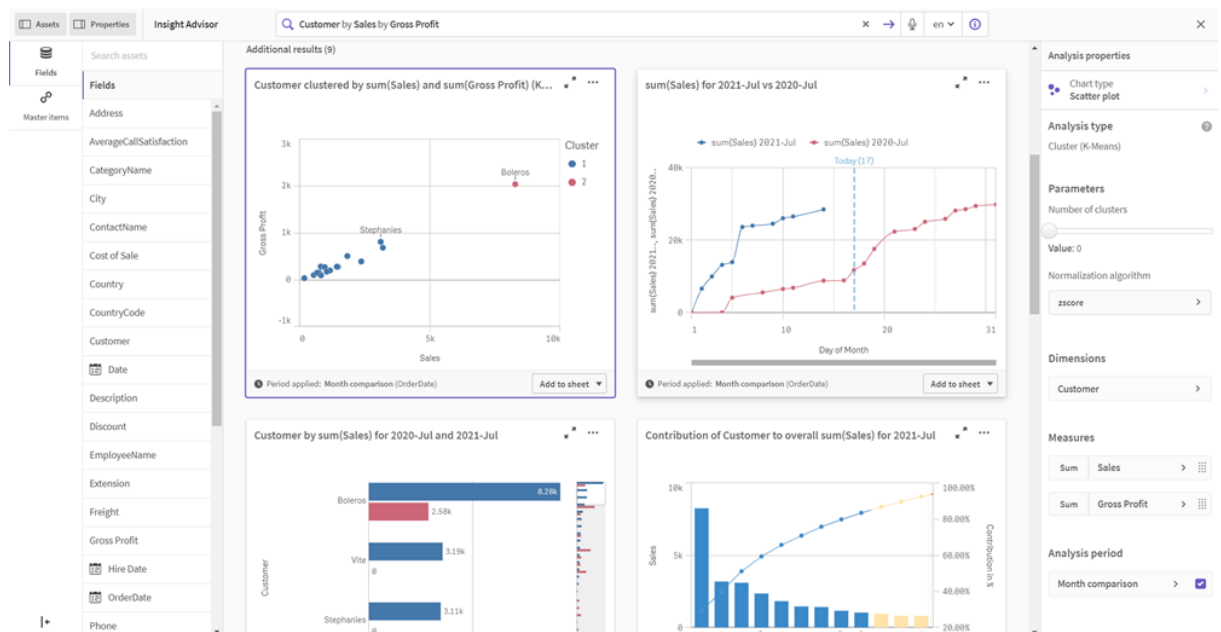 Assets
Properties
Insight Advisor
Customer by Sales by Gross Profit
en
Fields
Master items
Search assets
Fields
Address
AverageCallSatisfaction
CategoryName
City
ContactName
Cost of Sale
Country
CountryCode
Customer
Date
Description
Discount
EmployeeName
Extension
Freight
Gross Profit
Hire Date
OrderDate
Phone
Additional results (9)
Customer clustered by sum(Sales) and sum(Gross Profit) (K...
3k
2k
1k
0
-1k
Gross Profit
Boleros
Stephanies
Cluster
1
2
0
5k
10k
Sales
Period applied: Month comparison (OrderDate)
Add to sheet
sum(Sales) for 2021-Jul vs 2020-Jul
sum(Sales) 2021-Jul
sum(Sales) 2020-Jul
Today (17)
sum(Sales) 2021..., sum(Sales) 2020...
40k
20k
0
1
10
20
31
Day of Month
Period applied: Month comparison (OrderDate)
Add to sheet
Customer by sum(Sales) for 2020-Jul and 2021-Jul
Customer
Boleros
8.28k
2.58k
Vite
3.19k
0
Stephanies
3.11k
0
Contribution of Customer to overall sum(Sales) for 2021-Jul
Sales
10k
5k
0
100.00%
80.00%
60.00%
40.00%
20.00%
Contribution in %
Analysis properties
Chart type
Scatter plot
Analysis type
Cluster (K-Means)
Parameters
Number of clusters
Value: 0
Normalization algorithm
zscore
Dimensions
Customer
Measures
Sum
Sales
Sum
Gross Profit
Analysis period
Month comparison